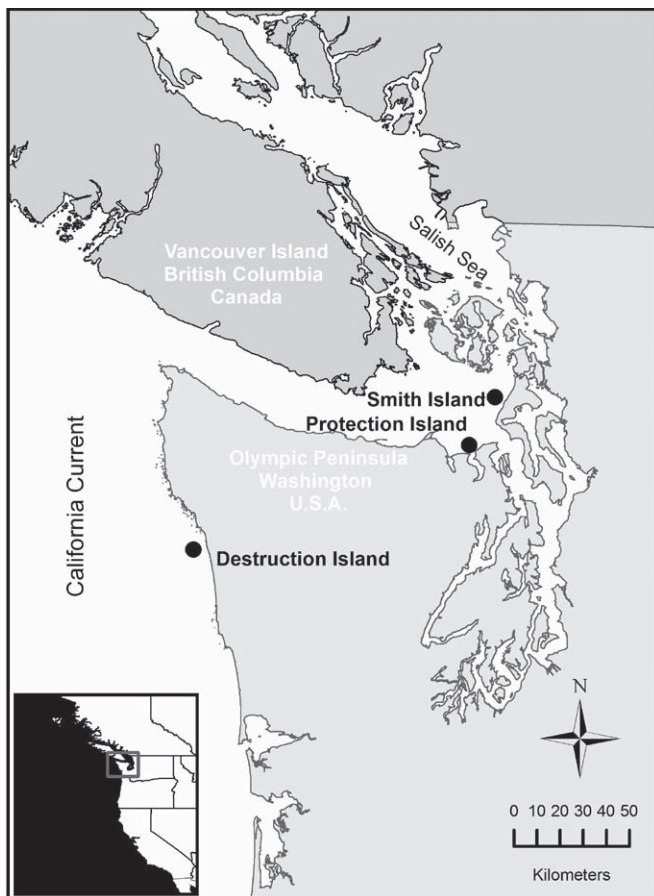 Salish Sea
Vancouver Island
British Columbia
Canada
Smith Island
Protection Island
Olympic Peninsula
Washington
U.S.A.
California Current
Destruction Island
N
0 10 20 30 40 50
Kilometers